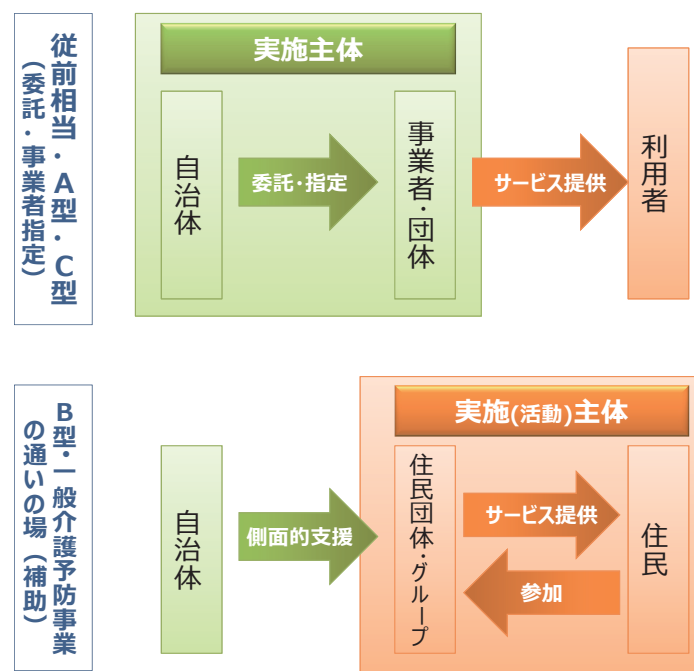 従前相当・A型・C型
(委託・事業者指定)
実施主体
自治体
委託・指定
事業者・団体
サービス提供
利用者
B型・一般介護予防事業
の通いの場(補助)
実施(活動)主体
自治体
側面的支援
住民団体・グループ
サービス提供
参加
住民